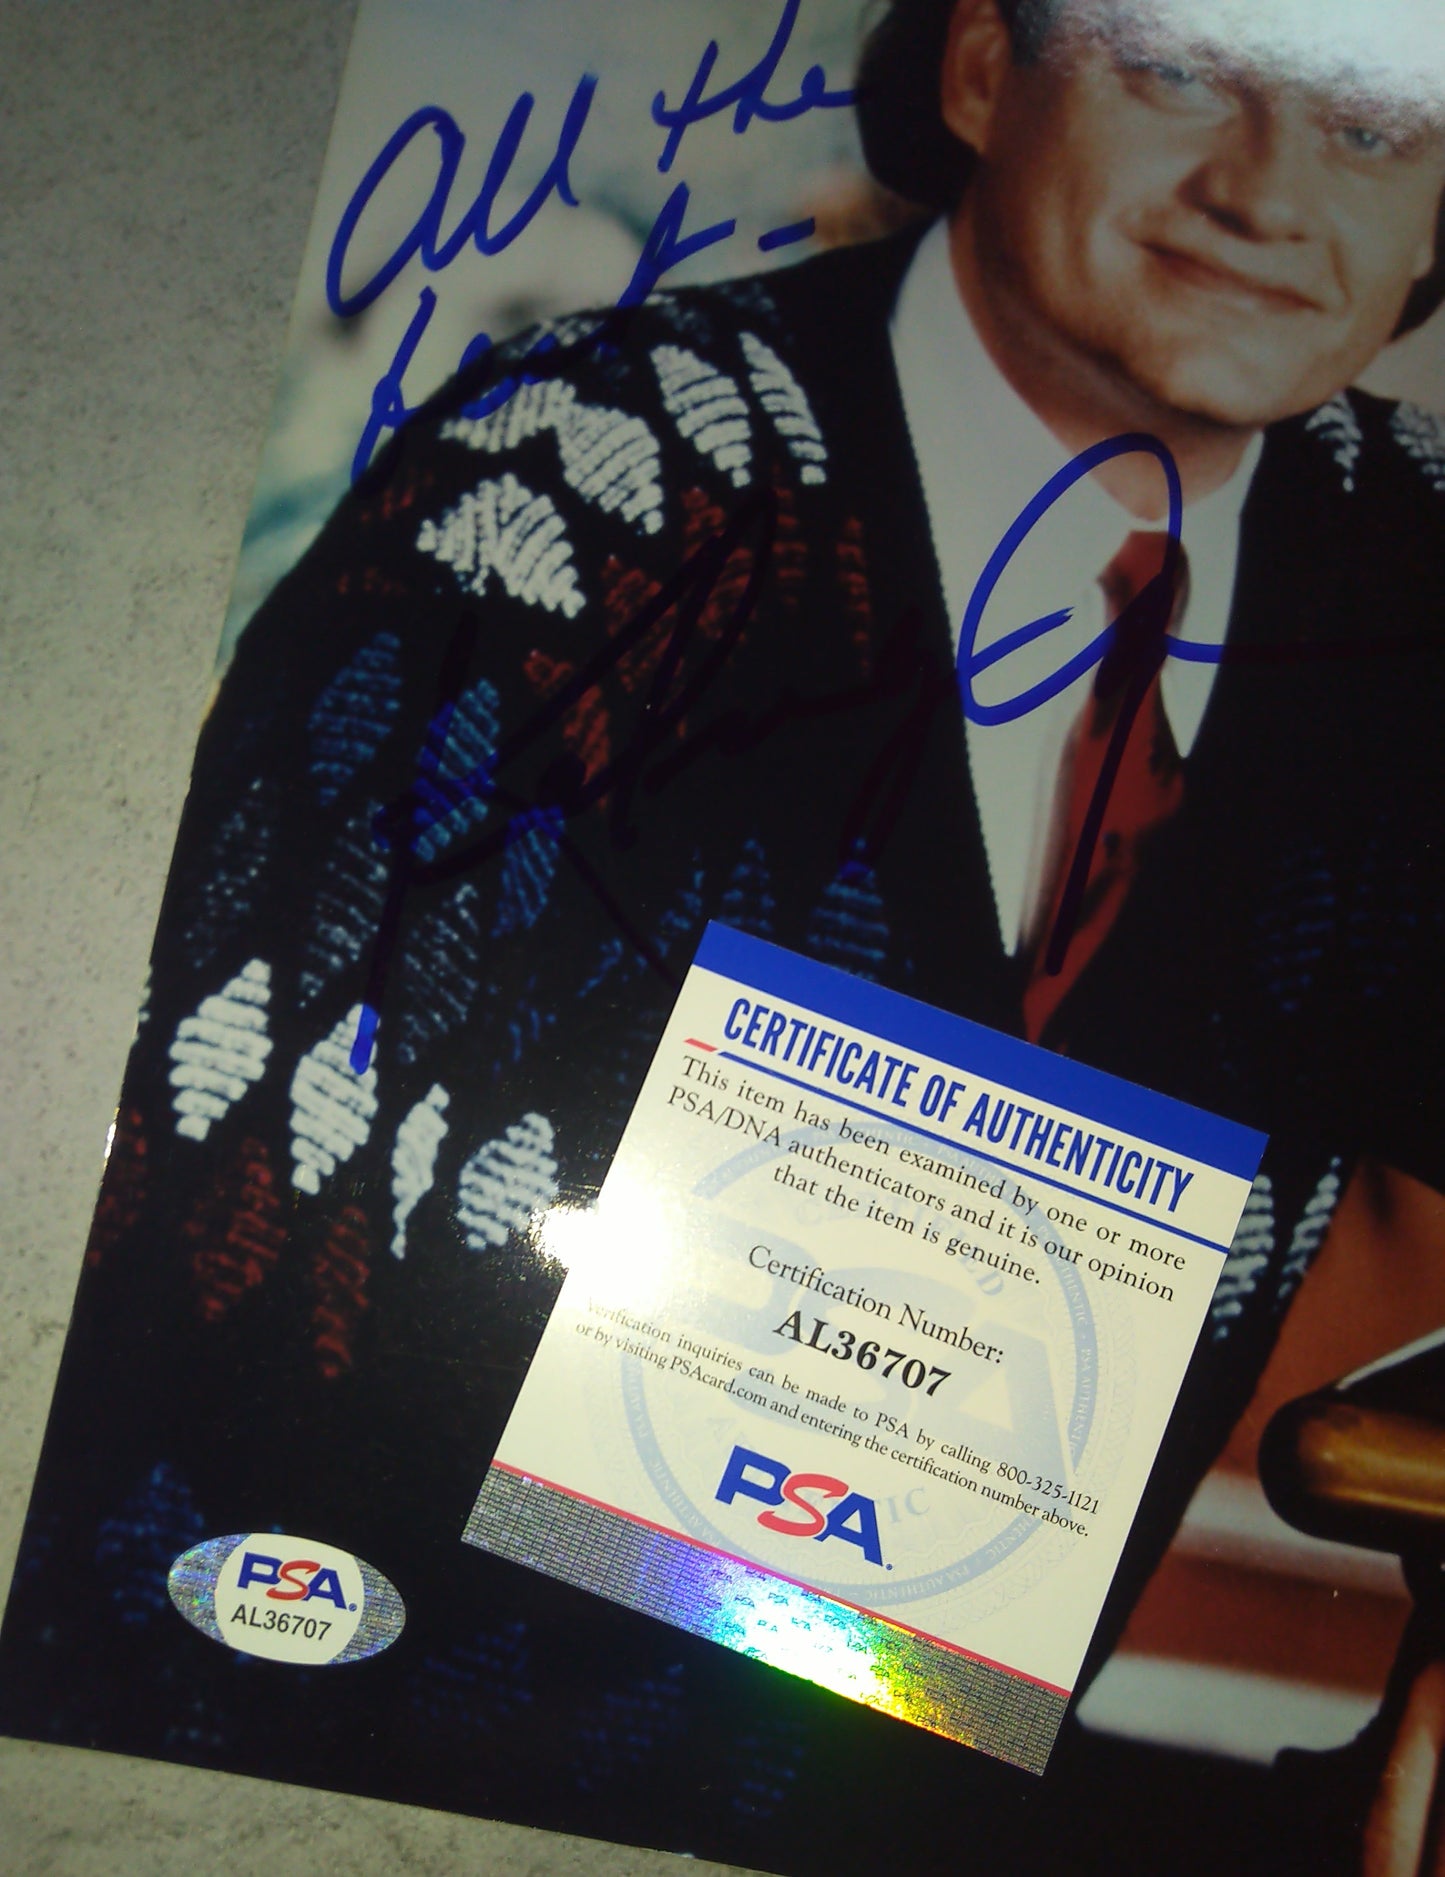 All the
best -
CERTIFICATE OF AUTHENTICITY
This item has been examined by one or more
PSA/DNA authenticators and it is our opinion
that the item is genuine.
Certification Number:
AL36707
Verification inquiries can be made to PSA by calling 800-325-1121
or by visiting PSAcard.com and entering the certification number above.
PSA
PSA
AL36707